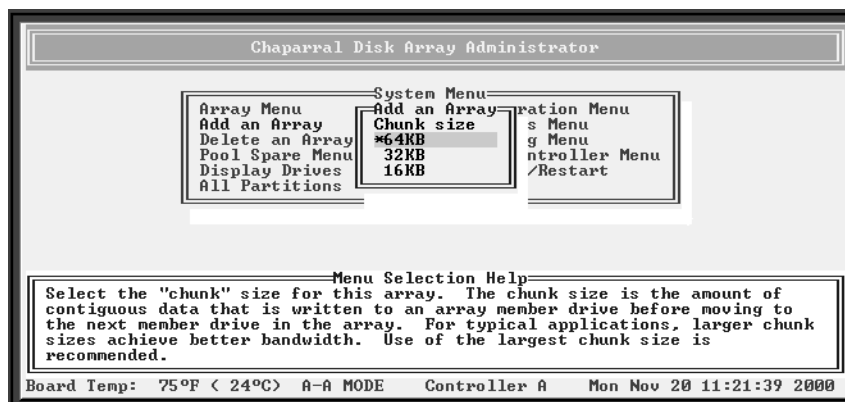 Chaparral Disk Array Administrator
System Menu
Array Menu
Add an Array
Delete an Array
Pool Spare Menu
Display Drives
All Partitions
Add an Array
Chunk size
*64KB
32KB
16KB
ration Menu
s Menu
g Menu
ntroller Menu
/Restart
Menu Selection Help
Select the "chunk" size for this array. The chunk size is the amount of
contiguous data that is written to an array member drive before moving to
the next member drive in the array. For typical applications, larger chunk
sizes achieve better bandwidth. Use of the largest chunk size is
recommended.
Board Temp: 75ºF ( 24ºC) A-A MODE Controller A Mon Nov 20 11:21:39 2000